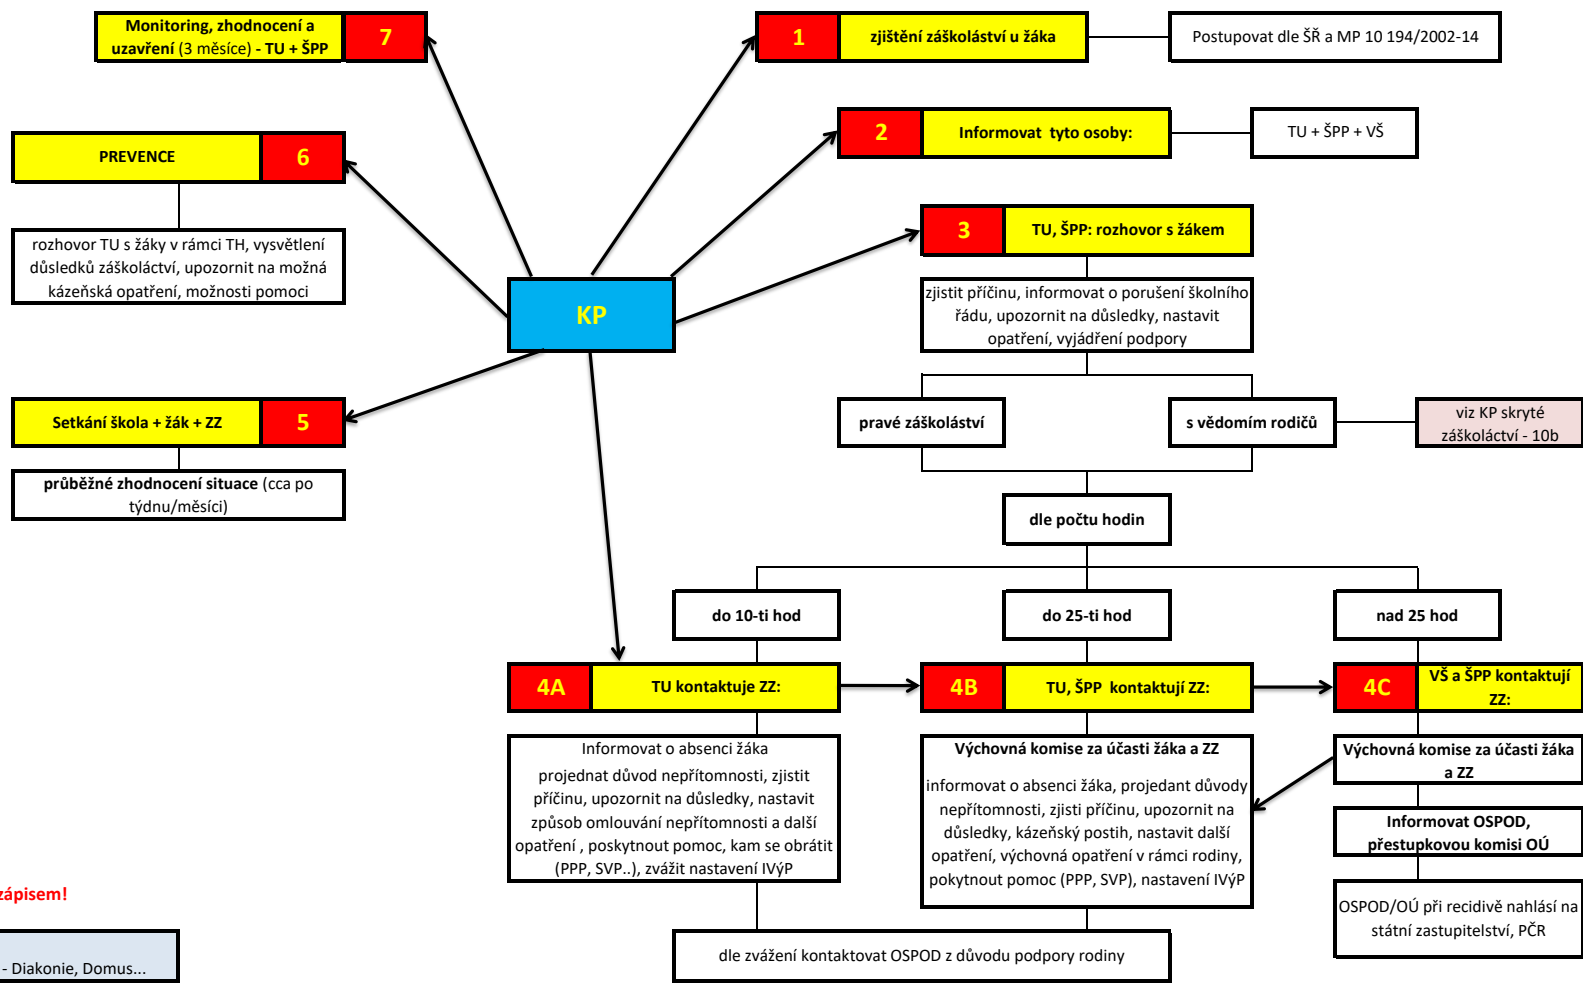 Monitoring, zhodnocení a
uzavření (3 měsíce) - TU + ŠPP
7
1
zjištění záškoláství u žáka
Postupovat dle ŠŘ a MP 10 194/2002-14
2
Informovat tyto osoby:
TU + ŠPP + VŠ
PREVENCE
6
rozhovor TU s žáky v rámci TH, vysvětlení
důsledků záškoláctví, upozornit na možná
kázeňská opatření, možnosti pomoci
3
TU, ŠPP: rozhovor s žákem
zjistit příčinu, informovat o porušení školního
řádu, upozornit na důsledky, nastavit
opatření, vyjádření podpory
KP
Setkání škola + žák + ZZ
5
průběžné zhodnocení situace (cca po
týdnu/měsíci)
pravé záškoláství
s vědomím rodičů
viz KP skryté
záškoláctví - 10b
dle počtu hodin
do 10-ti hod
do 25-ti hod
nad 25 hod
4A
TU kontaktuje ZZ:
4B
TU, ŠPP kontaktují ZZ:
4C
VŠ a ŠPP kontaktují
ZZ:
Informovat o absenci žáka
projednat důvod nepřítomnosti, zjistit
příčinu, upozornit na důsledky, nastavit
způsob omlouvání nepřítomnosti a další
opatření , poskytnout pomoc, kam se obrátit
(PPP, SVP..), zvážit nastavení IVýP
Výchovná komise za účasti žáka a ZZ
informovat o absenci žáka, projedant důvody
nepřítomnosti, zjisti příčinu, upozornit na
důsledky, kázeňský postih, nastavit další
opatření, výchovná opatření v rámci rodiny,
pokytnout pomoc (PPP, SVP), nastavení IVýP
Výchovná komise za účasti žáka
a ZZ
Informovat OSPOD,
přestupkovou komisi OÚ
OSPOD/OÚ při recidivě nahlásí na
státní zastupitelství, PČR
dle zvážení kontaktovat OSPOD z důvodu podpory rodiny
zápisem!
- Diakonie, Domus...